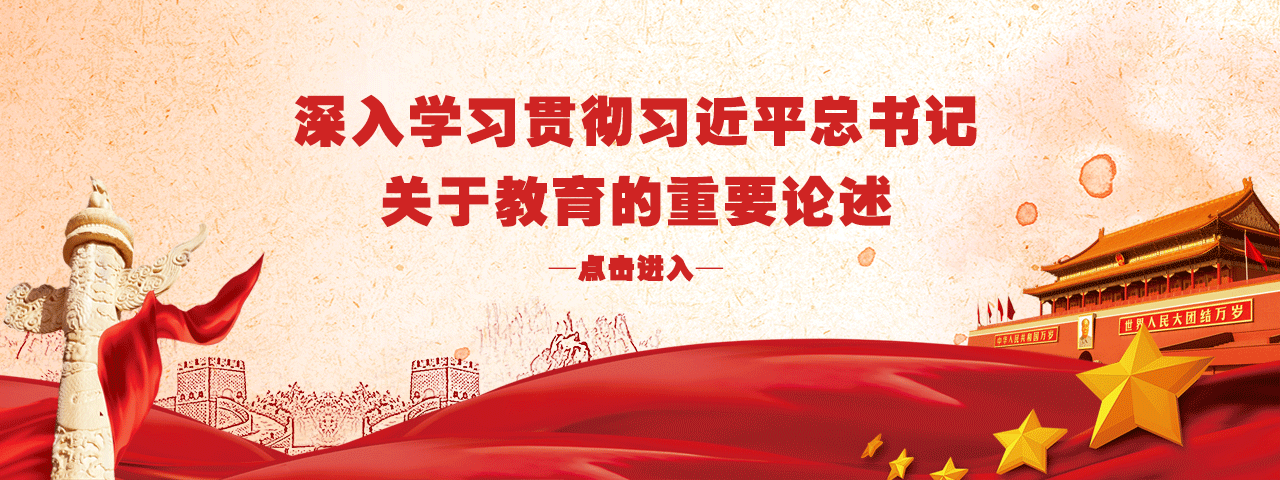 深入学习贯彻习近平总书记
关于教育的重要论述
—点击进入—
中华人民共和国万岁
世界人民大团结万岁